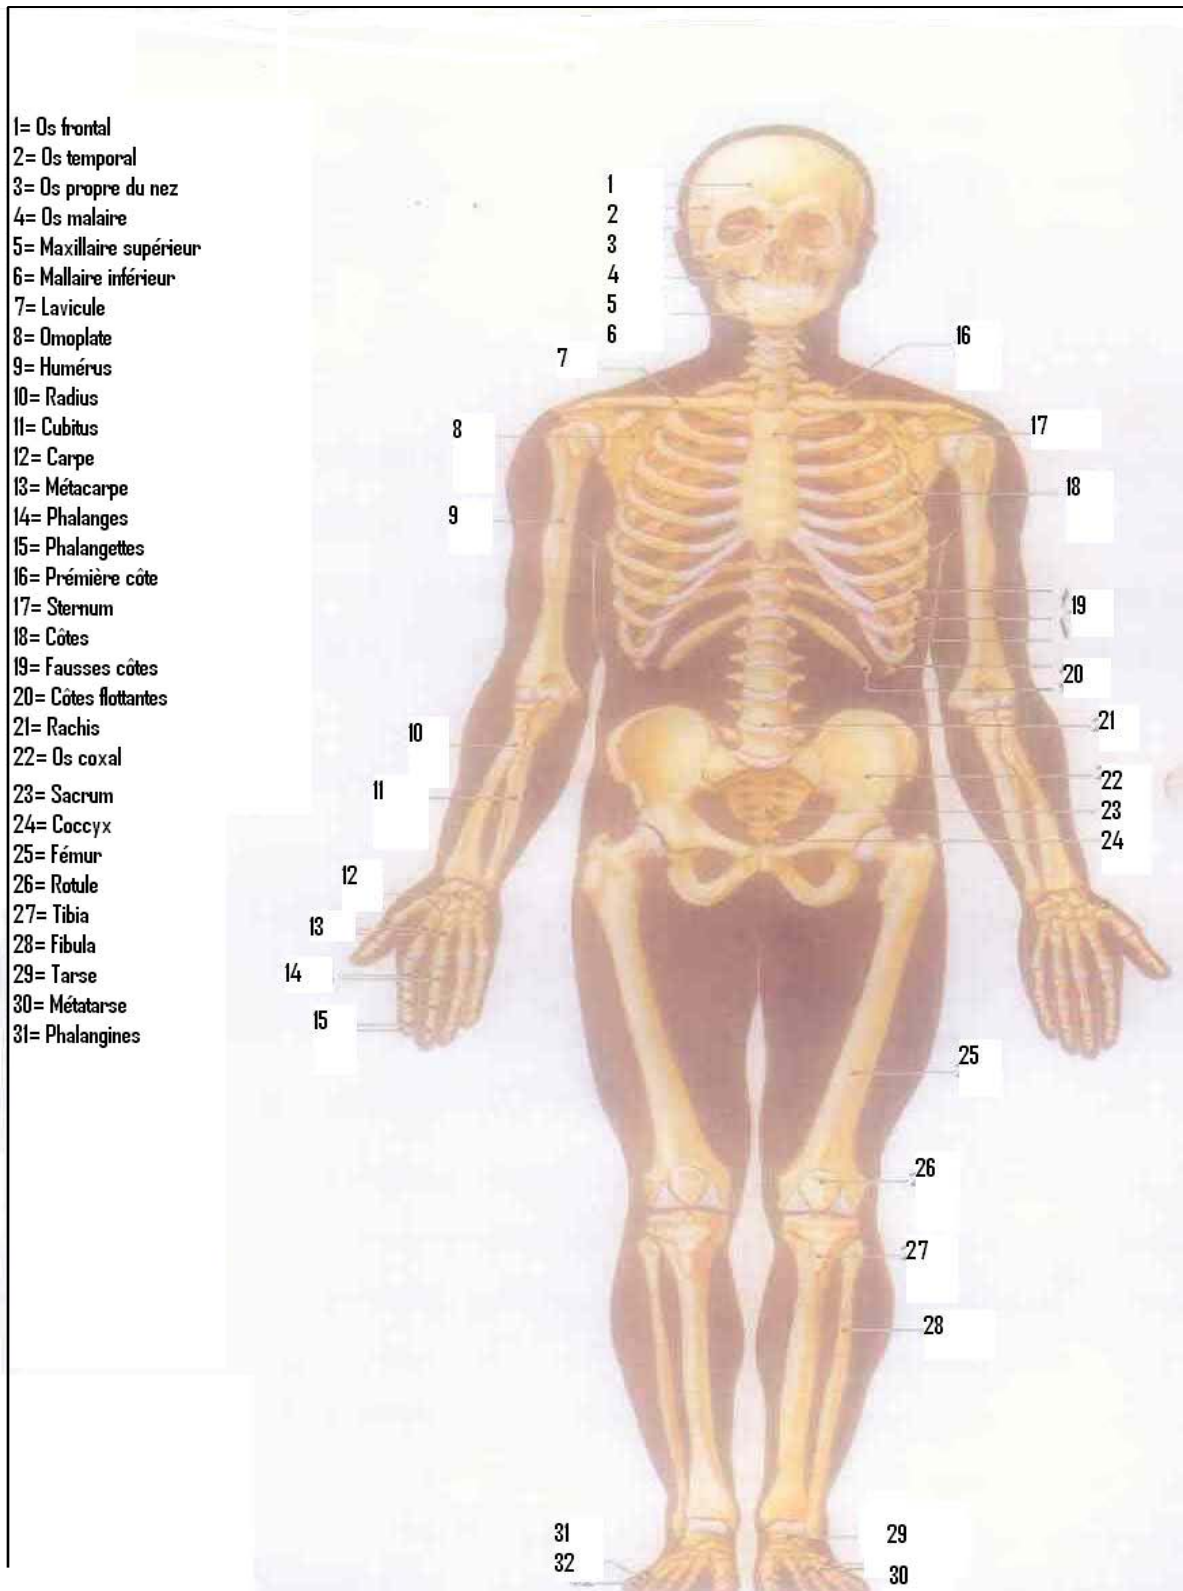 1= Os frontal
2= Os temporal
3= Os propre du nez
4= Os malaire
5= Maxillaire supérieur
6= Mallaire inférieur
7= Lavicule
8= Omoplate
9= Humérus
10= Radius
11= Cubitus
12= Carpe
13= Métacarpe
14= Phalanges
15= Phalangettes
16= Prémière côte
17= Sternum
18= Côtes
19= Fausses côtes
20= Côtes flottantes
21= Rachis
22= Os coxal
23= Sacrum
24= Coccyx
25= Fémur
26= Rotule
27= Tibia
28= Fibula
29= Tarse
30= Métatarse
31= Phalangines
1
2
3
4
5
6
7
8
9
10
11
12
13
14
15
16
17
18
19
20
21
22
23
24
25
26
27
28
31
29
32
30